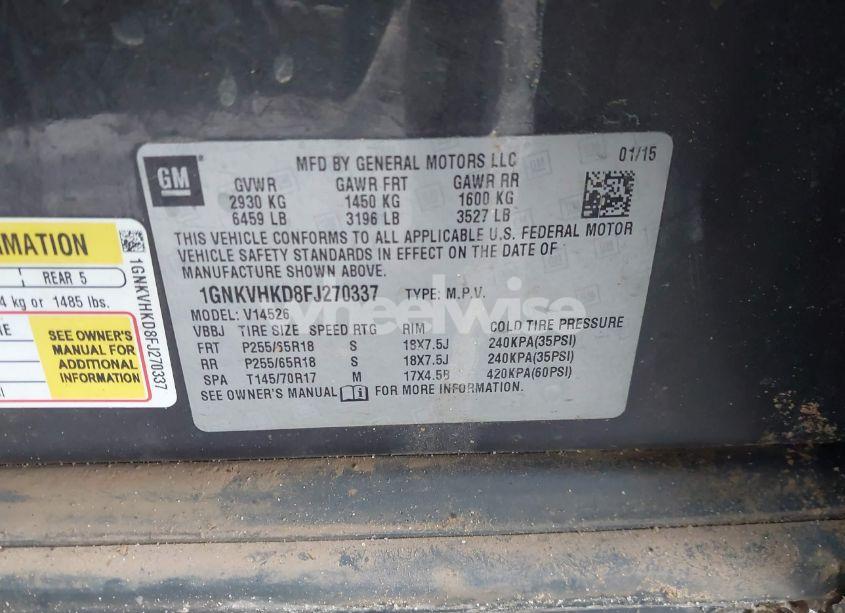 GM
MFD BY GENERAL MOTORS LLC
01/15
GVWR GAWR FRT GAWR RR
2930 KG 1450 KG 1600 KG
6459 LB 3196 LB 3527 LB
THIS VEHICLE CONFORMS TO ALL APPLICABLE U.S. FEDERAL MOTOR
VEHICLE SAFETY STANDARDS IN EFFECT ON THE DATE OF
MANUFACTURE SHOWN ABOVE.
1GNKVHKD8FJ270337 TYPE: M.P.V.
MODEL: V14526
VBBJ TIRE SIZE SPEED RTG RIM COLD TIRE PRESSURE
FRT P255/65R18 S 18X7.5J 240KPA(35PSI)
RR P255/65R18 S 18X7.5J 240KPA(35PSI)
SPA T145/70R17 M 17X4.5B 420KPA(60PSI)
SEE OWNER'S MANUAL FOR MORE INFORMATION.
REAR 5
kg or 1485 lbs.
SEE OWNER'S
MANUAL FOR
ADDITIONAL
INFORMATION
1GNKVHKD8FJ270337
wheelwise